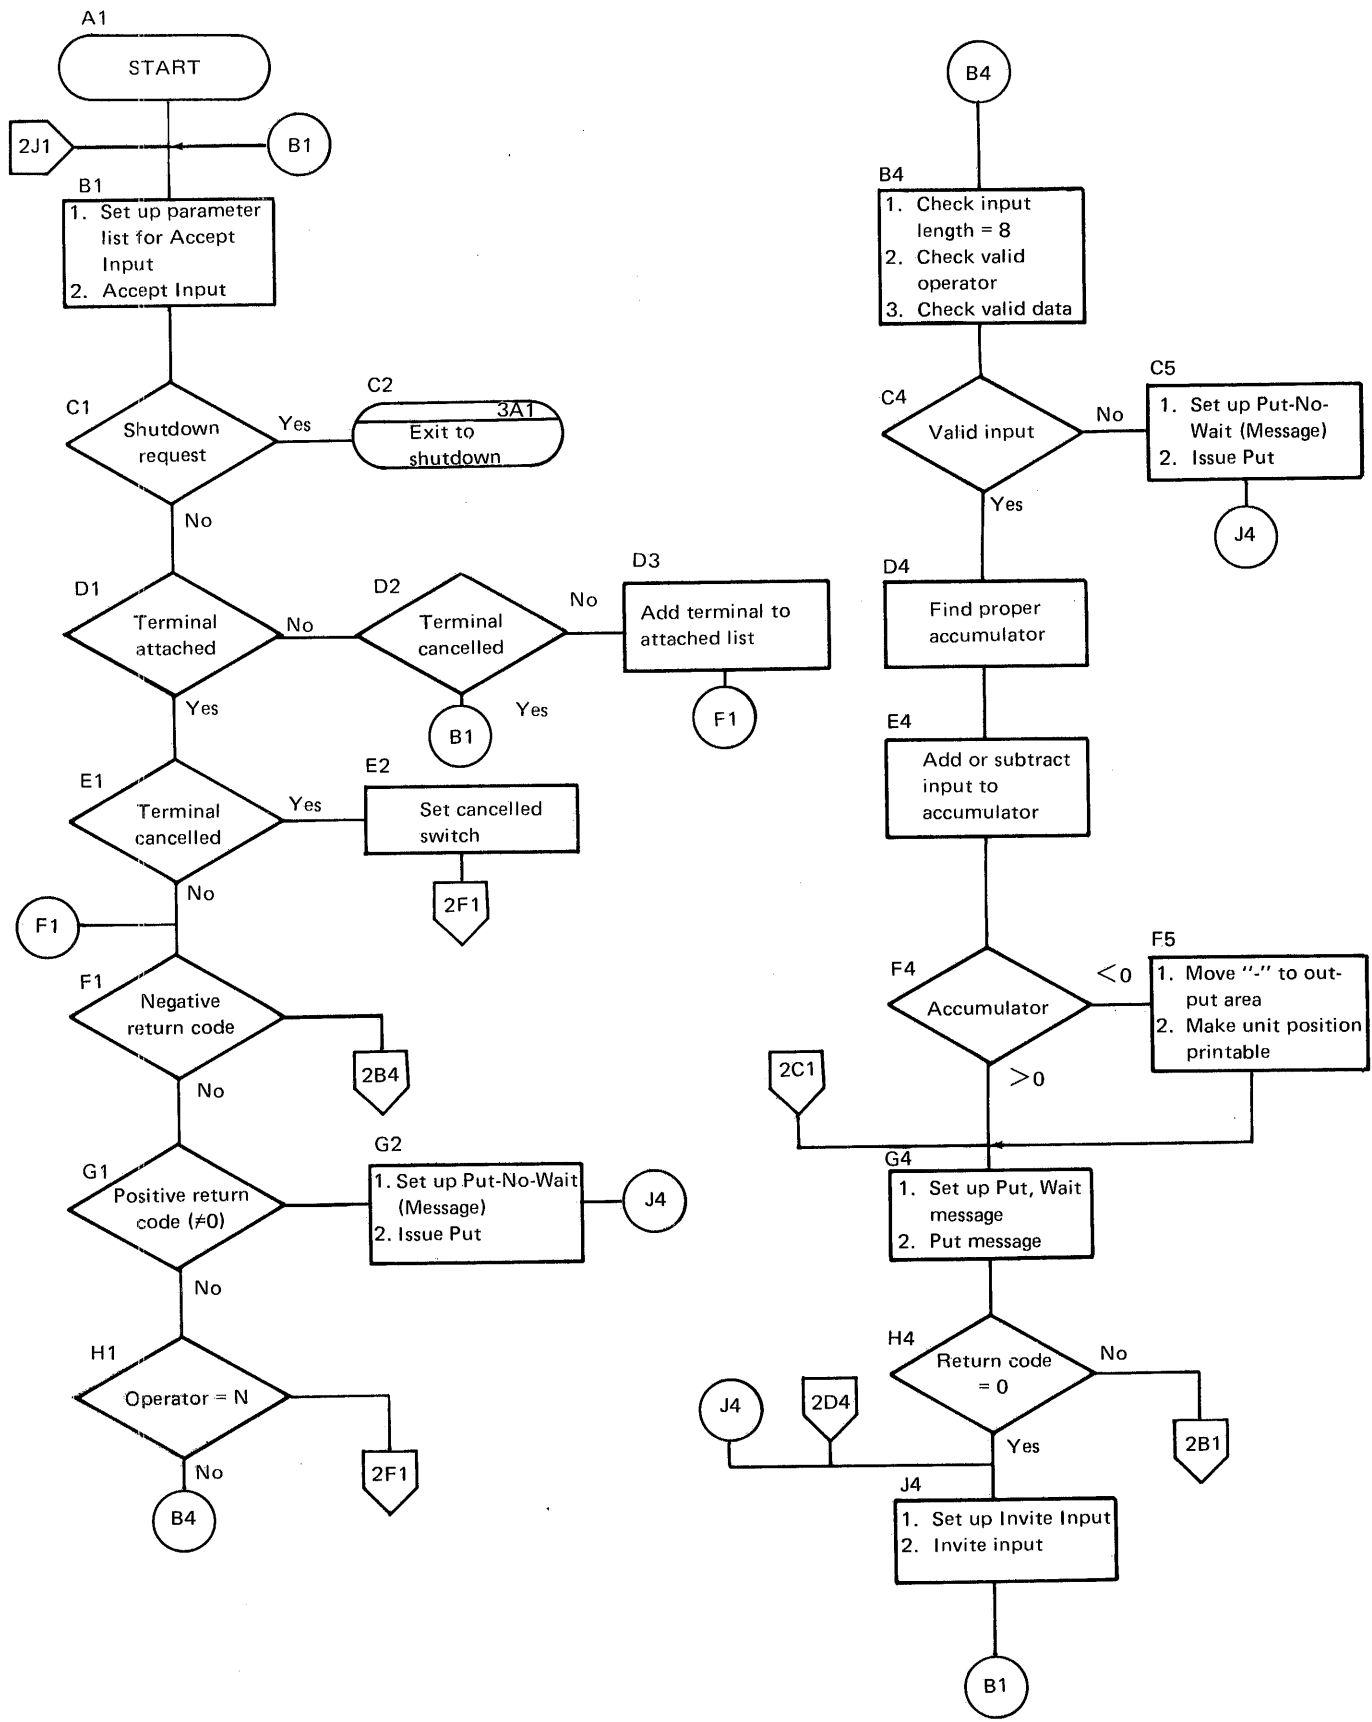 A1
START
2J1
B1
B1
1. Set up parameter
list for Accept
Input
2. Accept Input
C1
Shutdown
request
Yes
C2
3A1
Exit to
shutdown
No
D1
Terminal
attached
No
D2
Terminal
cancelled
No
D3
Add terminal to
attached list
Yes
B1
Yes
F1
E1
Terminal
cancelled
Yes
E2
Set cancelled
switch
No
2F1
F1
F1
Negative
return code
2B4
No
G1
Positive return
code (≠0)
G2
1. Set up Put-No-Wait
(Message)
2. Issue Put
J4
No
H1
Operator = N
No
2F1
B4
B4
B4
1. Check input
length = 8
2. Check valid
operator
3. Check valid data
C4
Valid input
No
C5
1. Set up Put-No-
Wait (Message)
2. Issue Put
J4
Yes
D4
Find proper
accumulator
E4
Add or subtract
input to
accumulator
F4
Accumulator
<0
F5
1. Move "-" to out-
put area
2. Make unit position
printable
>0
2C1
G4
1. Set up Put, Wait
message
2. Put message
H4
Return code
= 0
No
2B1
J4
2D4
Yes
J4
1. Set up Invite Input
2. Invite input
B1